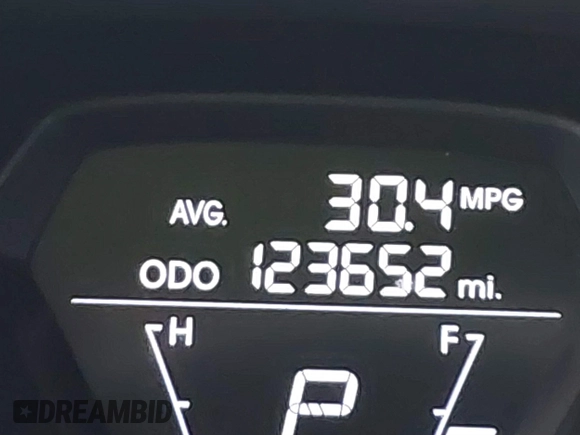 AVG. 30.4 MPG
ODO 123652 mi.
H F
P
DREAMBID